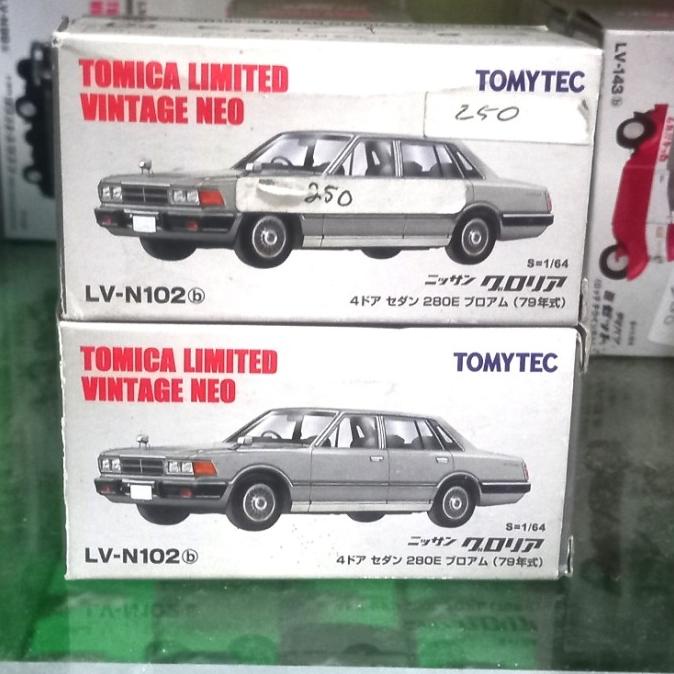 TOMICA LIMITED
VINTAGE NEO
TOMYTEC
250
250
S=1/64
ニッサン グロリア
LV-N102ⓑ
4ドア セダン 280E ブロアム (79年式)
TOMICA LIMITED
VINTAGE NEO
TOMYTEC
S=1/64
ニッサン グロリア
LV-N102ⓑ
4ドア セダン 280E ブロアム (79年式)
LV-143ⓑ